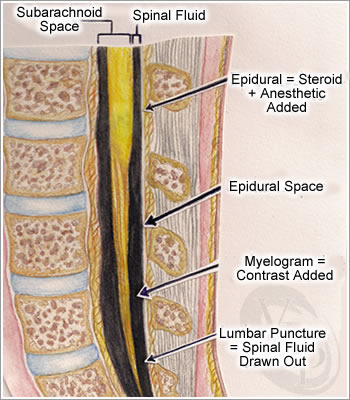 Subarachnoid
Space
Spinal Fluid
Epidural = Steroid
+ Anesthetic
Added
Epidural Space
Myelogram =
Contrast Added
Lumbar Puncture
= Spinal Fluid
Drawn Out